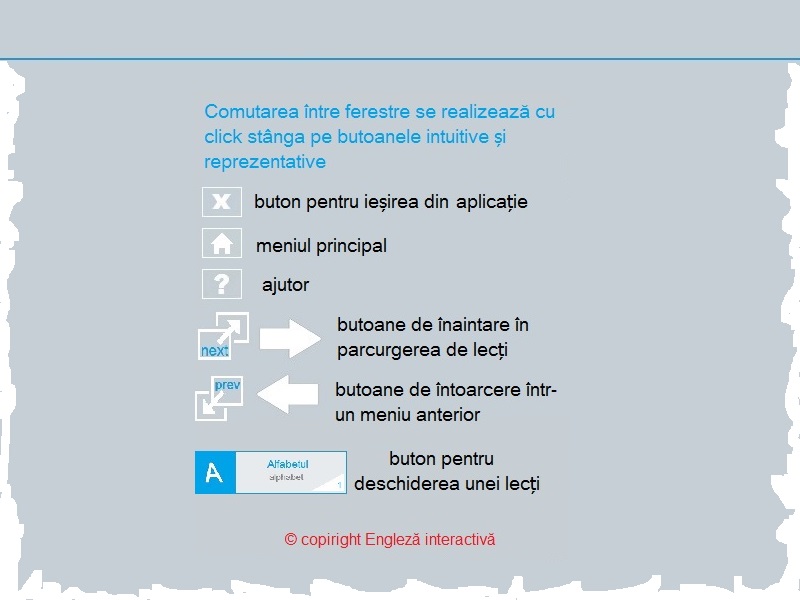 Comutarea între ferestre se realizează cu
click stânga pe butoanele intuitive și
reprezentative
X buton pentru ieșirea din aplicație
meniul principal
? ajutor
butoane de înaintare în
next
parcurgerea de lecți
prev
butoane de întoarcere într-
un meniu anterior
buton pentru
A Alfabetul
alphabet
deschiderea unei lecți
1
© copiright Engleză interactivă